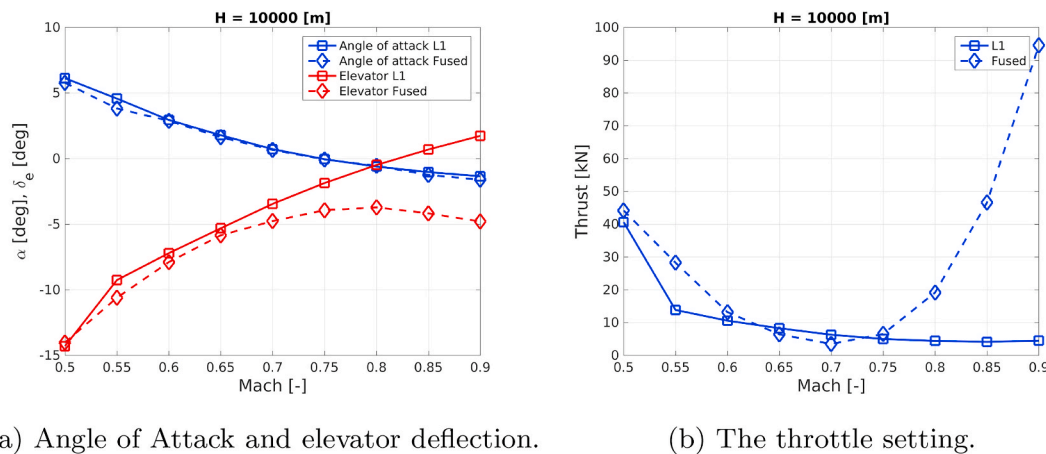 H = 10000 [m]
10
5
0
-5
-10
-15
α [deg], δe [deg]
Angle of attack L1
Angle of attack Fused
Elevator L1
Elevator Fused
0.5 0.55 0.6 0.65 0.7 0.75 0.8 0.85 0.9
Mach [-]
H = 10000 [m]
100
90
80
70
60
50
40
30
20
10
0
Thrust [kN]
L1
Fused
0.5 0.55 0.6 0.65 0.7 0.75 0.8 0.85 0.9
Mach [-]
a) Angle of Attack and elevator deflection.
(b) The throttle setting.